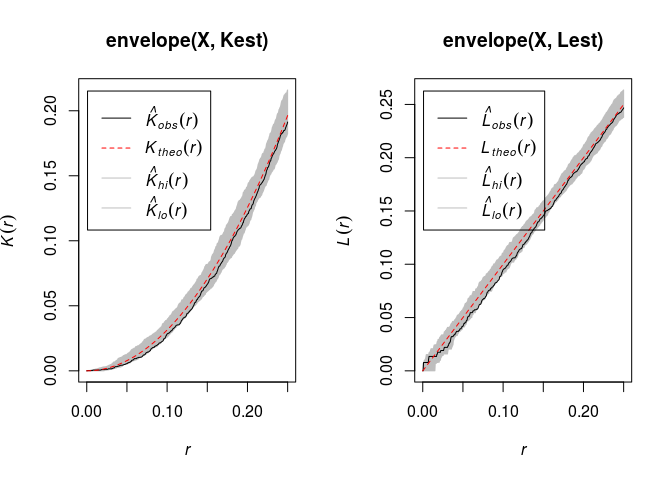 envelope(X, Kest)
K̂obs(r)
Ktheo(r)
K̂hi(r)
K̂lo(r)
K(r)
0.00
0.05
0.10
0.15
0.20
0.00
0.10
0.20
r
envelope(X, Lest)
L̂obs(r)
Ltheo(r)
L̂hi(r)
L̂lo(r)
L(r)
0.00
0.05
0.10
0.15
0.20
0.25
0.00
0.10
0.20
r